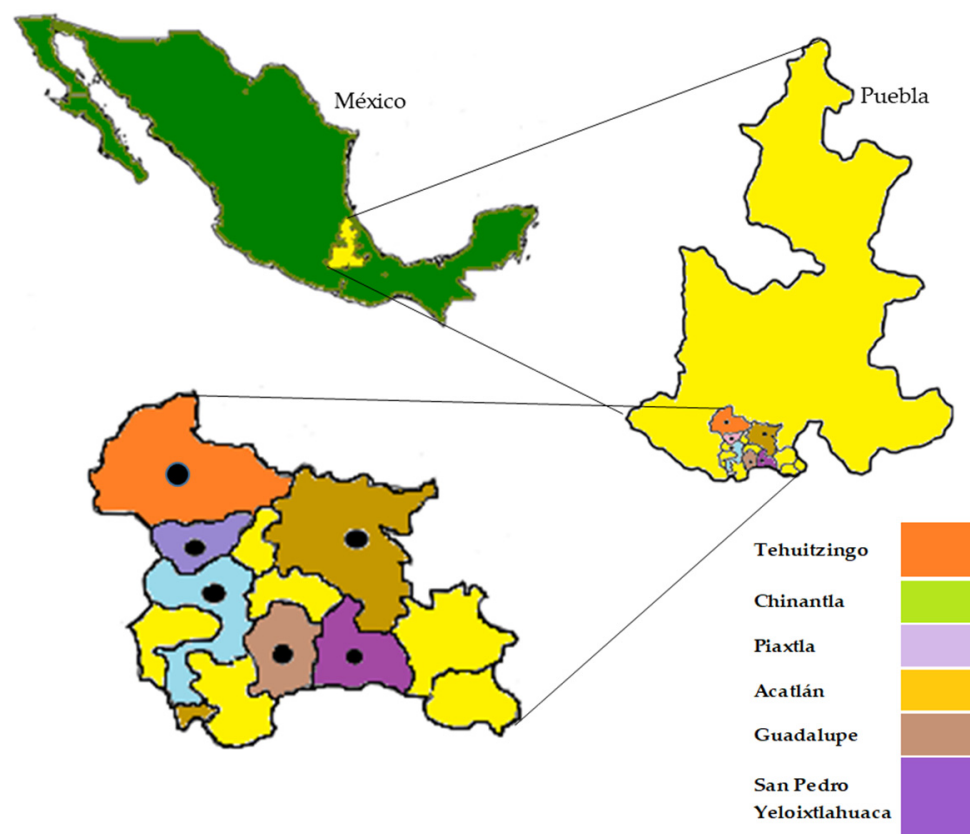 México
Puebla
Tehuitzingo
Chinantla
Piaxtla
Acatlán
Guadalupe
San Pedro
Yeloixtlahuaca